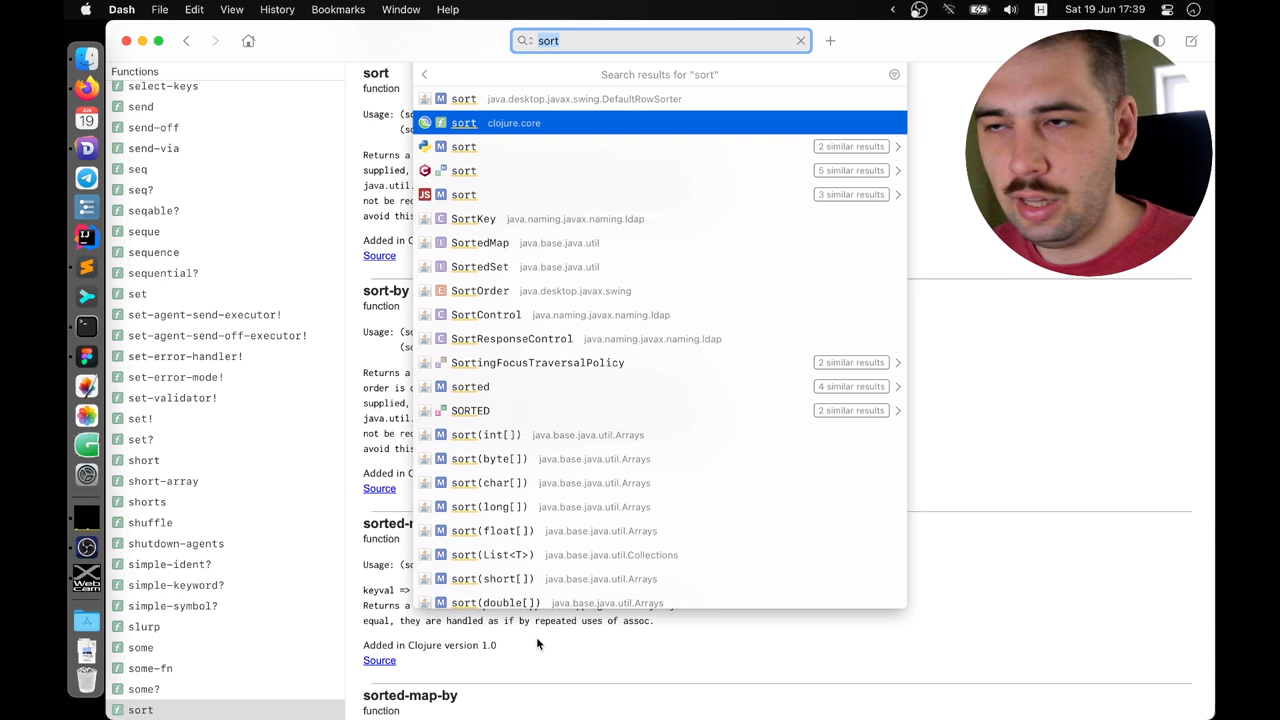 Dash File Edit View History Bookmarks Window Help
H
Sat 19 Jun 17:39
sort
Functions
select-keys
send
send-off
send-via
seq
seq?
seqable?
seque
sequence
sequential?
set
set-agent-send-executor!
set-agent-send-off-executor!
set-error-handler!
set-error-mode!
set-validator!
set!
set?
short
short-array
shorts
shuffle
shutdown-agents
simple-ident?
simple-keyword?
simple-symbol?
slurp
some
some-fn
some?
sort
sort
function
Usage:
Returns a
supplied,
java.util.
not be
avoid this
Added in
Source
sort-by
function
Usage:
Returns a
order is
supplied,
java.util.
not be
avoid this
Added in
Source
function
Usage:
keyval =>
Returns a
equal, they are handled as if by repeated uses of assoc.
Added in Clojure version 1.0
Source
sorted-map-by
function
Search results for "sort"
sort java.desktop.javax.swing.DefaultRowSorter
sort clojure.core
sort 2 similar results
sort 5 similar results
sort 3 similar results
SortKey java.naming.javax.naming.ldap
SortedMap java.base.java.util
SortedSet java.base.java.util
SortOrder java.desktop.javax.swing
SortControl java.naming.javax.naming.ldap
SortResponseControl java.naming.javax.naming.ldap
SortingFocusTraversalPolicy 2 similar results
sorted 4 similar results
SORTED 2 similar results
sort(int[]) java.base.java.util.Arrays
sort(byte[]) java.base.java.util.Arrays
sort(char[]) java.base.java.util.Arrays
sort(long[]) java.base.java.util.Arrays
sort(float[]) java.base.java.util.Arrays
sort(List<T>) java.base.java.util.Collections
sort(short[]) java.base.java.util.Arrays
sort(double[]) java.base.java.util.Arrays